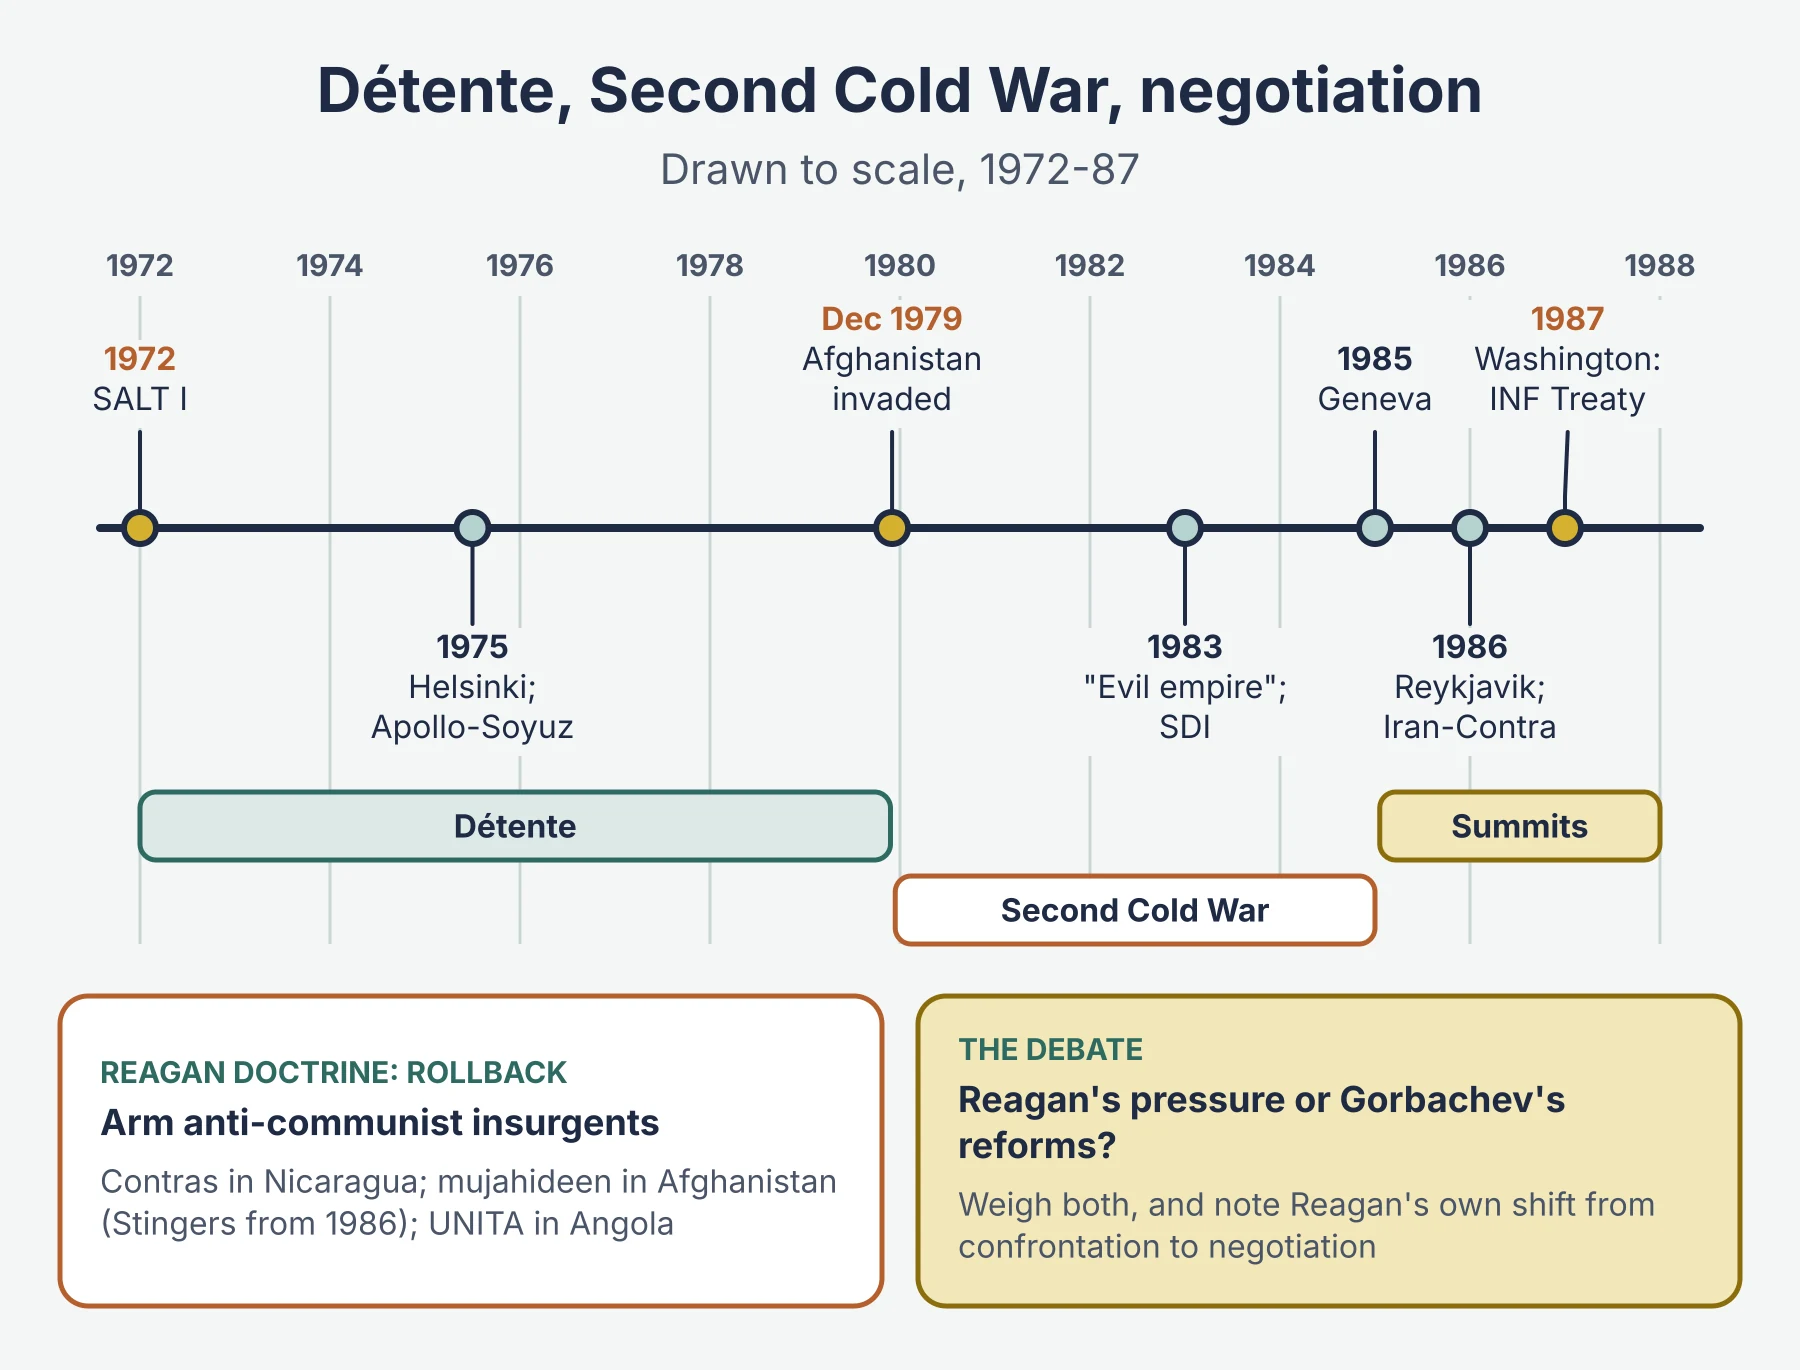 Détente, Second Cold War, negotiation
Drawn to scale, 1972-87
1972 1974 1976 1978 1980 1982 1984 1986 1988
1972
SALT I
Dec 1979
Afghanistan
invaded
1985
Geneva
1987
Washington:
INF Treaty
1975
Helsinki;
Apollo-Soyuz
1983
"Evil empire";
SDI
1986
Reykjavik;
Iran-Contra
Détente
Summits
Second Cold War
REAGAN DOCTRINE: ROLLBACK
Arm anti-communist insurgents
Contras in Nicaragua; mujahideen in Afghanistan
(Stingers from 1986); UNITA in Angola
THE DEBATE
Reagan's pressure or Gorbachev's
reforms?
Weigh both, and note Reagan's own shift from
confrontation to negotiation